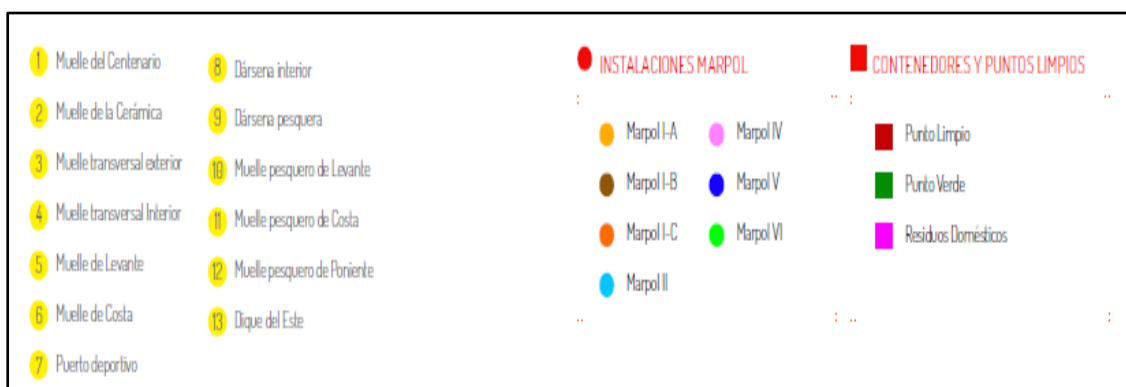 1 Muelle del Centenario
2 Muelle de la Cerámica
3 Muelle transversal exterior
4 Muelle transversal Interior
5 Muelle de Levante
6 Muelle de Costa
7 Puerto deportivo
8 Dársena interior
9 Dársena pesquera
10 Muelle pesquero de Levante
11 Muelle pesquero de Costa
12 Muelle pesquero de Poniente
13 Dique del Este
INSTALACIONES MARPOL
Marpol I-A
Marpol I-B
Marpol I-C
Marpol II
Marpol IV
Marpol V
Marpol VI
CONTENEDORES Y PUNTOS LIMPIOS
Punto Limpio
Punto Verde
Residuos Domésticos